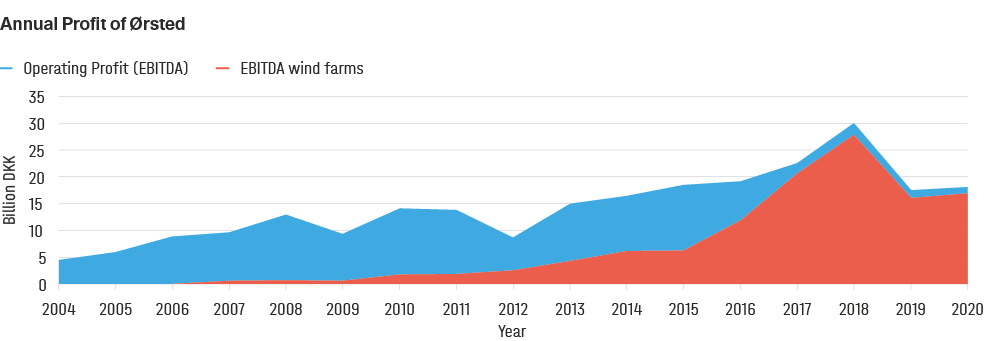 Annual Profit of Ørsted
Operating Profit (EBITDA) EBITDA wind farms
35
30
25
20
15
10
5
0
Billion DKK
2004 2005 2006 2007 2008 2009 2010 2011 2012 2013 2014 2015 2016 2017 2018 2019 2020
Year